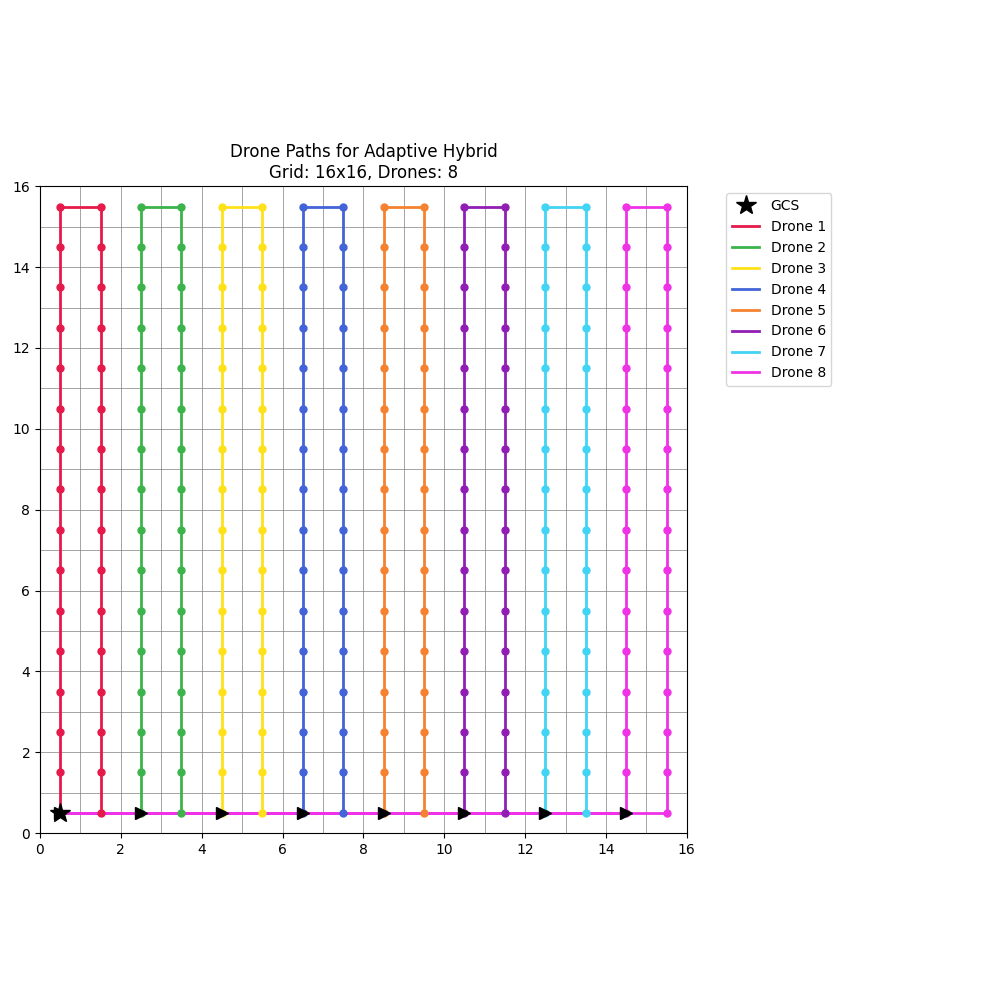 Drone Paths for Adaptive Hybrid
Grid: 16x16, Drones: 8
16
14
12
10
8
6
4
2
0
0 2 4 6 8 10 12 14 16
GCS
Drone 1
Drone 2
Drone 3
Drone 4
Drone 5
Drone 6
Drone 7
Drone 8